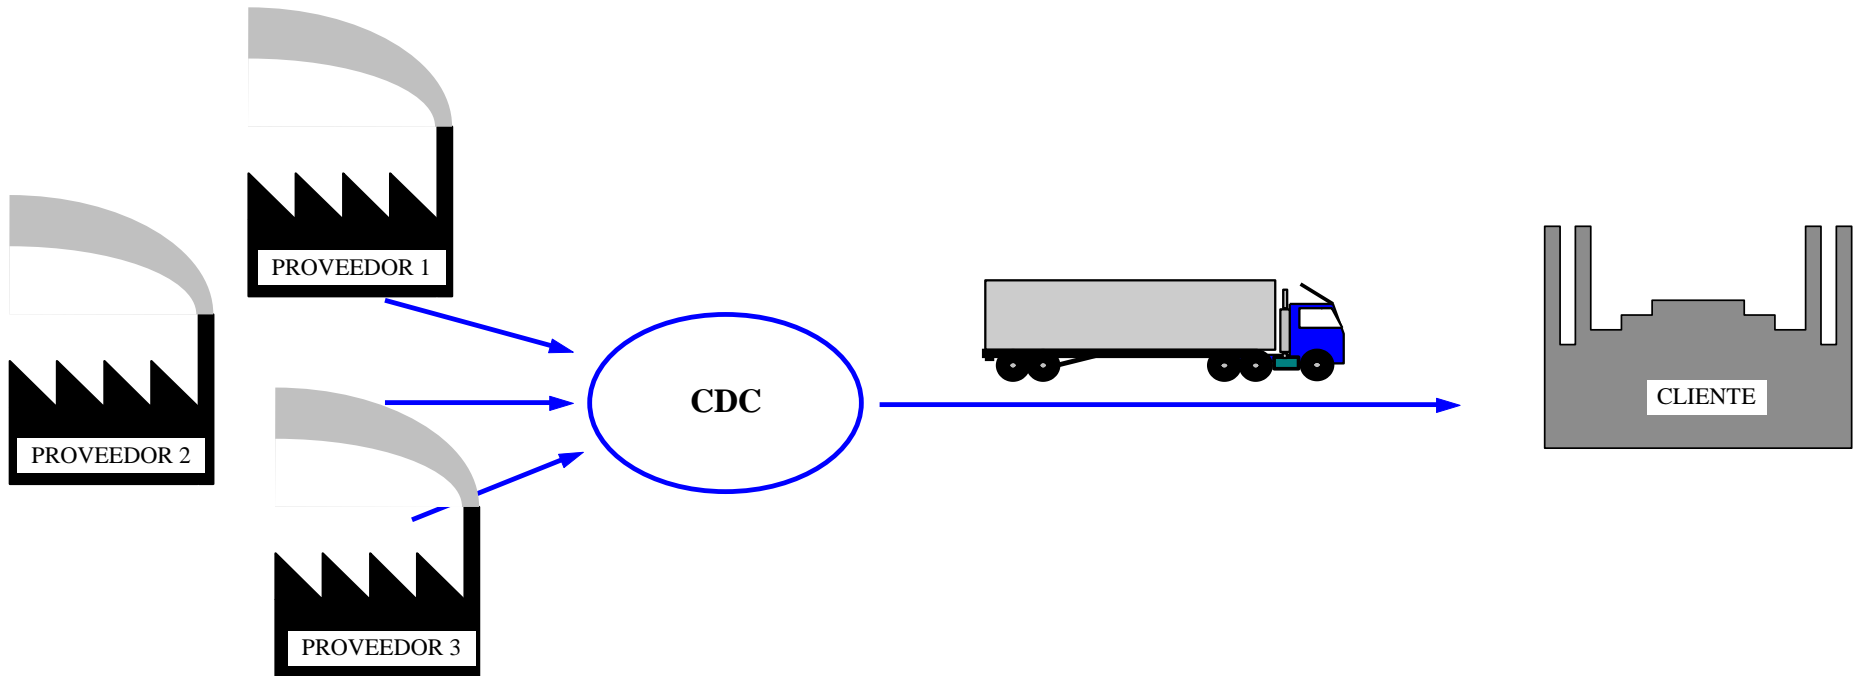 PROVEEDOR 1
PROVEEDOR 2
CDC
CLIENTE
PROVEEDOR 3